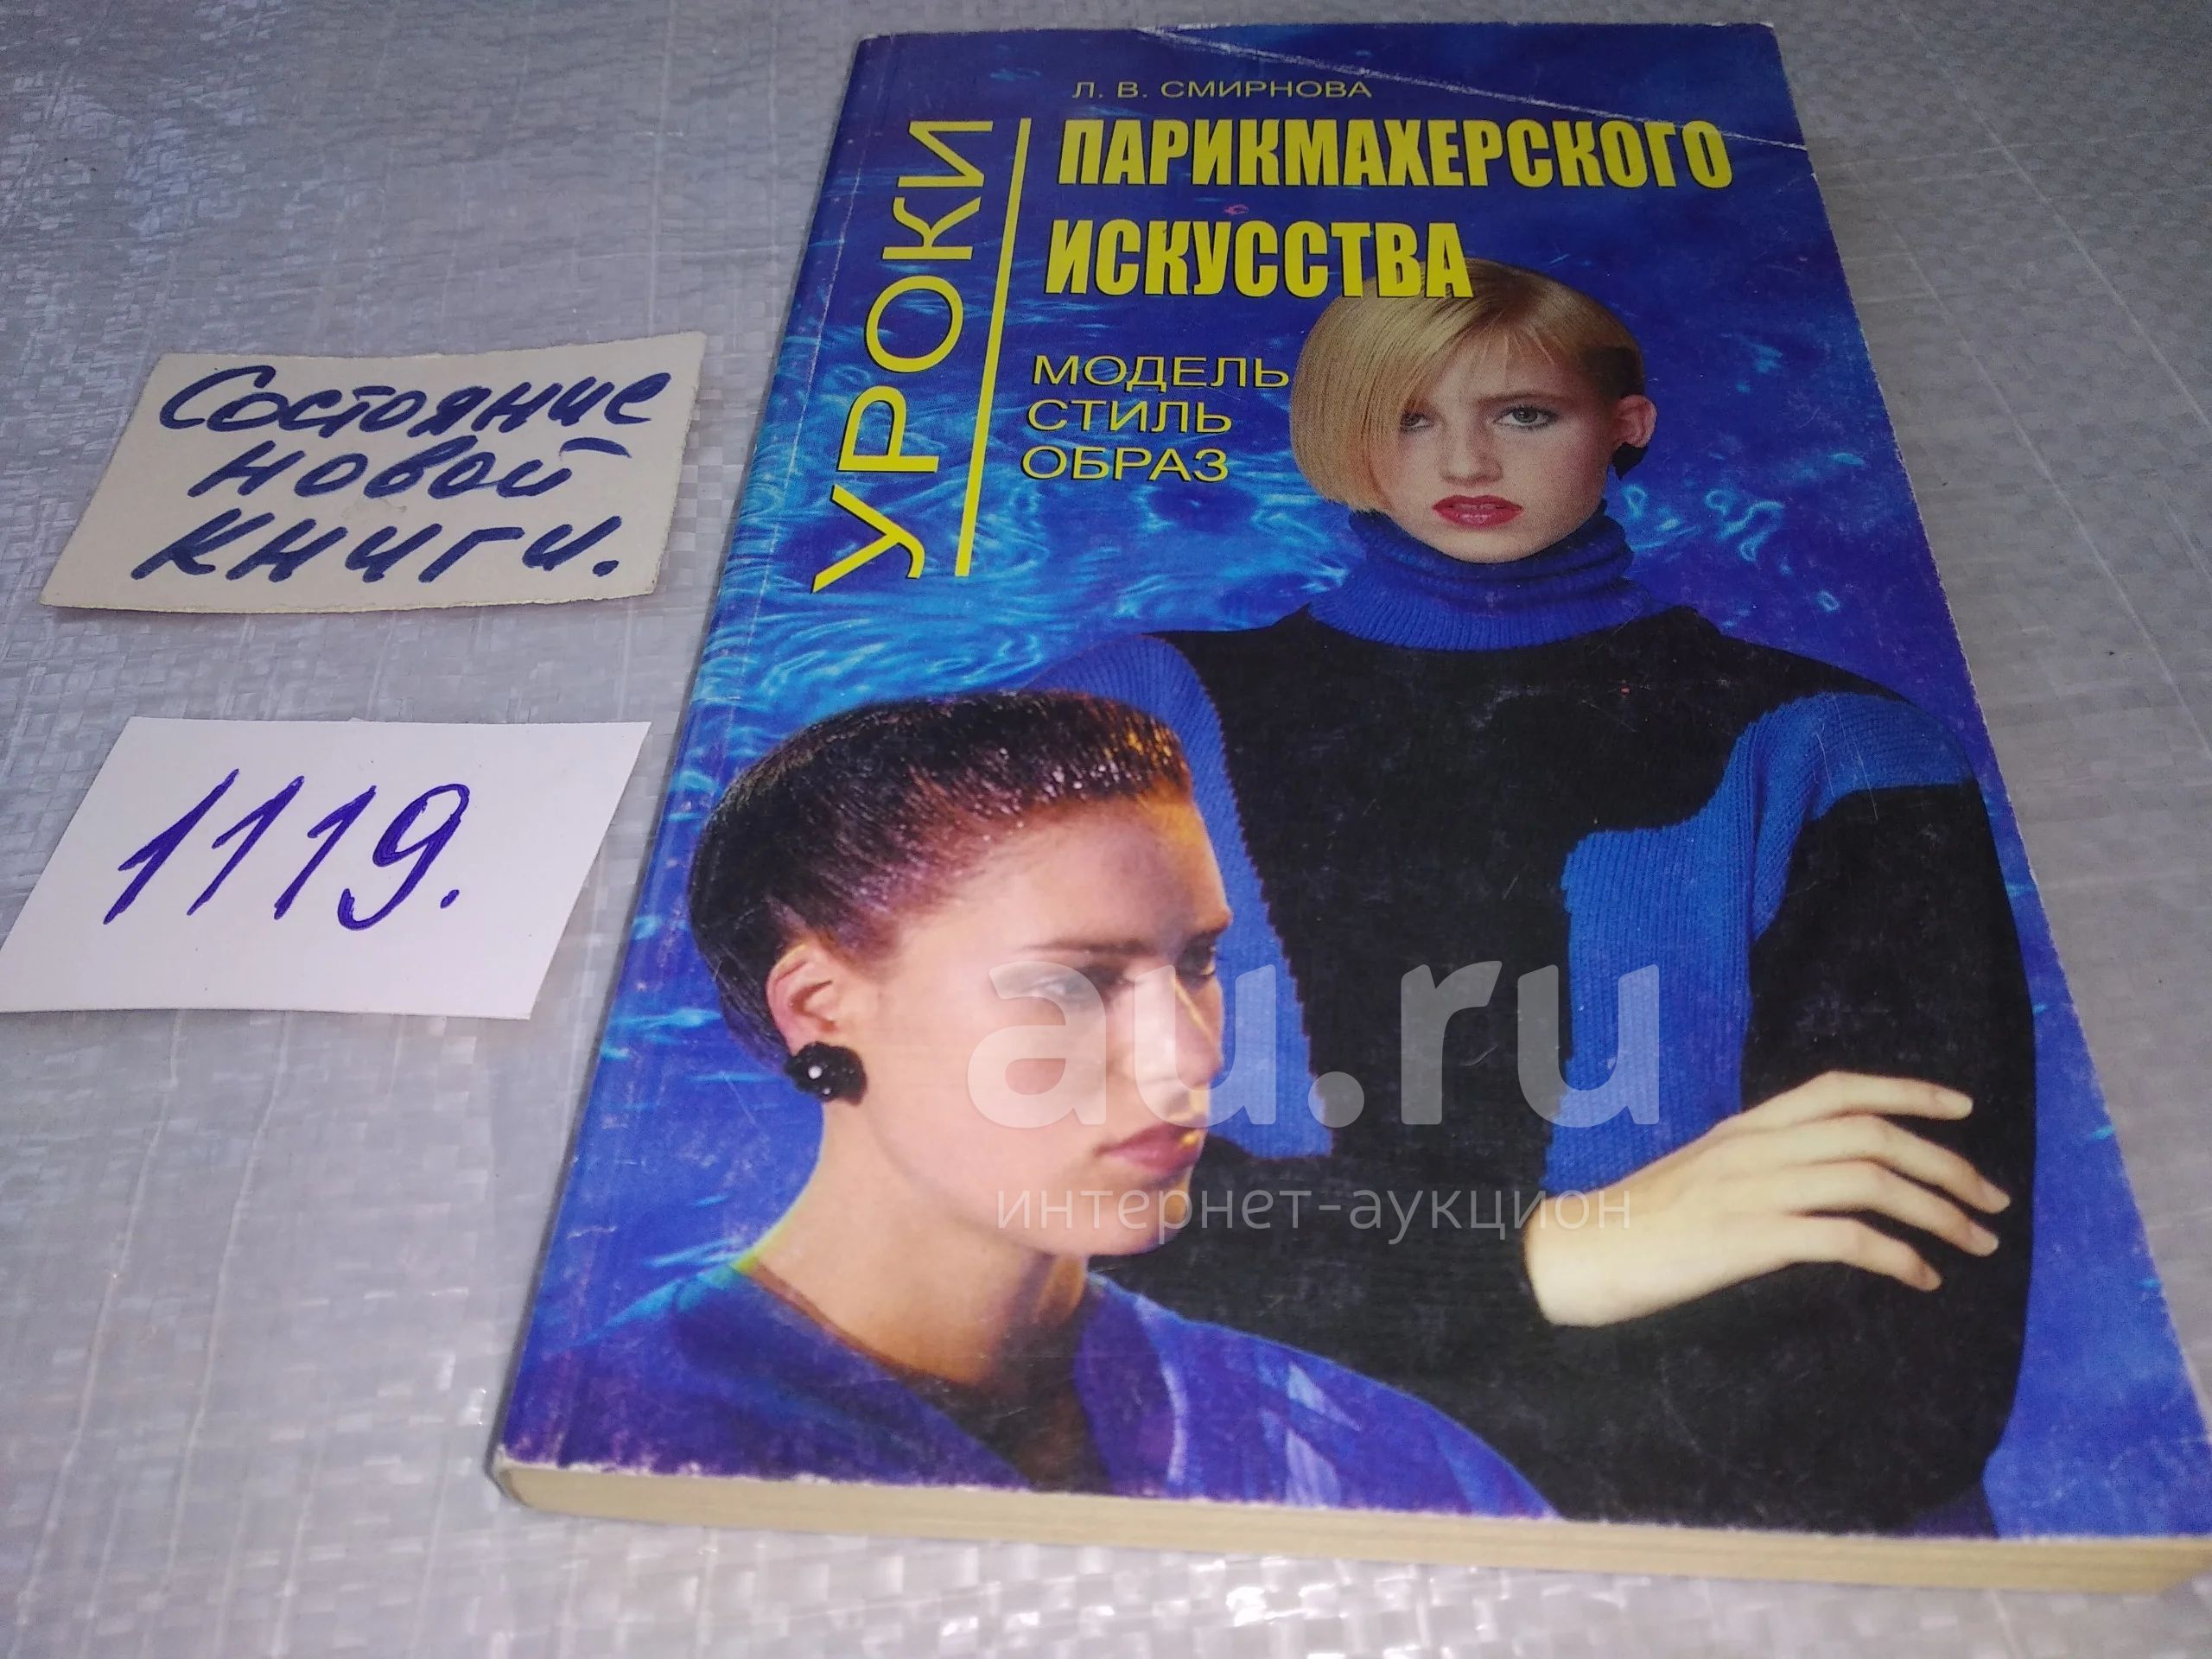 Л. В. СМИРНОВА
УРОКИ
ПАРИКМАХЕРСКОГО
ИСКУССТВА
МОДЕЛЬ
СТИЛЬ
ОБРАЗ
Состояние
новой
книги.
1119.
au.ru
интернет-аукцион